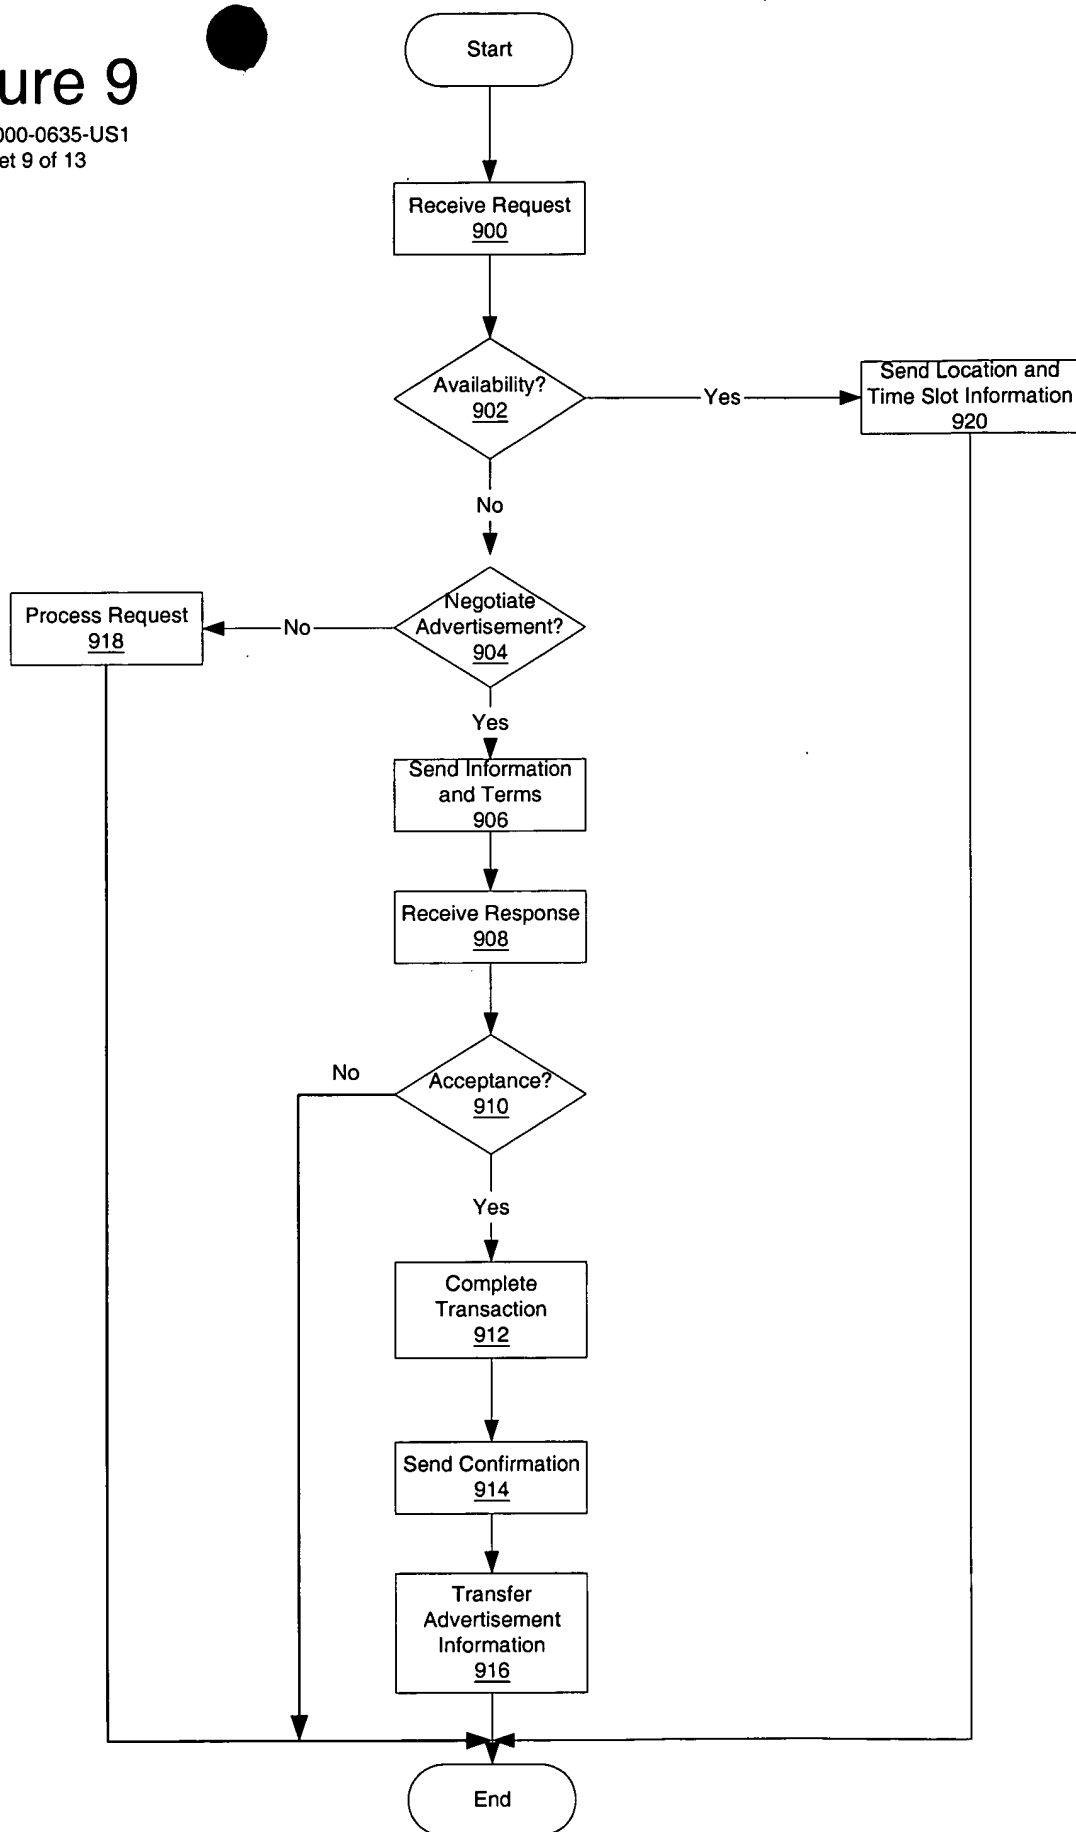 ure 9
000-0635-US1
et 9 of 13
Start
Receive Request
900
Availability?
902
Yes
Send Location and
Time Slot Information
920
No
Negotiate
Advertisement?
904
No
Process Request
918
Yes
Send Information
and Terms
906
Receive Response
908
No
Acceptance?
910
Yes
Complete
Transaction
912
Send Confirmation
914
Transfer
Advertisement
Information
916
End